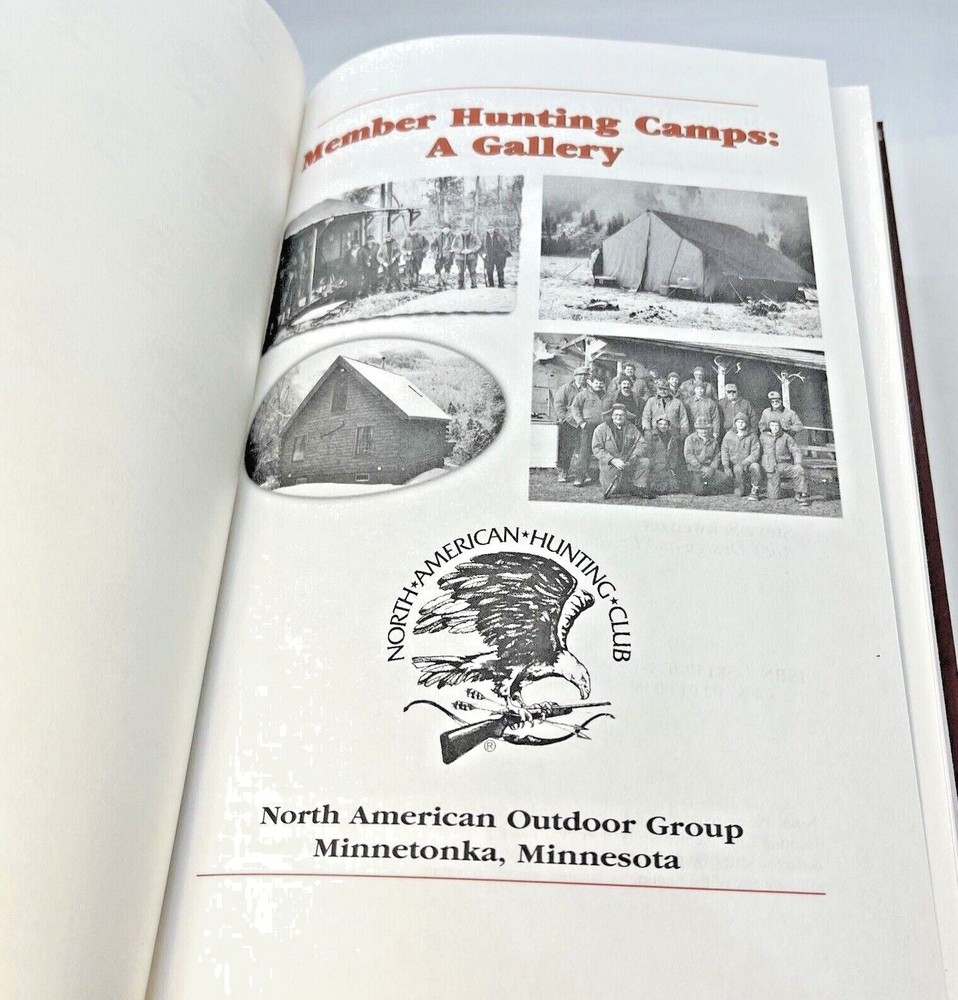 Member Hunting Camps:
A Gallery
NORTH★AMERICAN★HUNTING★CLUB
®
North American Outdoor Group
Minnetonka, Minnesota